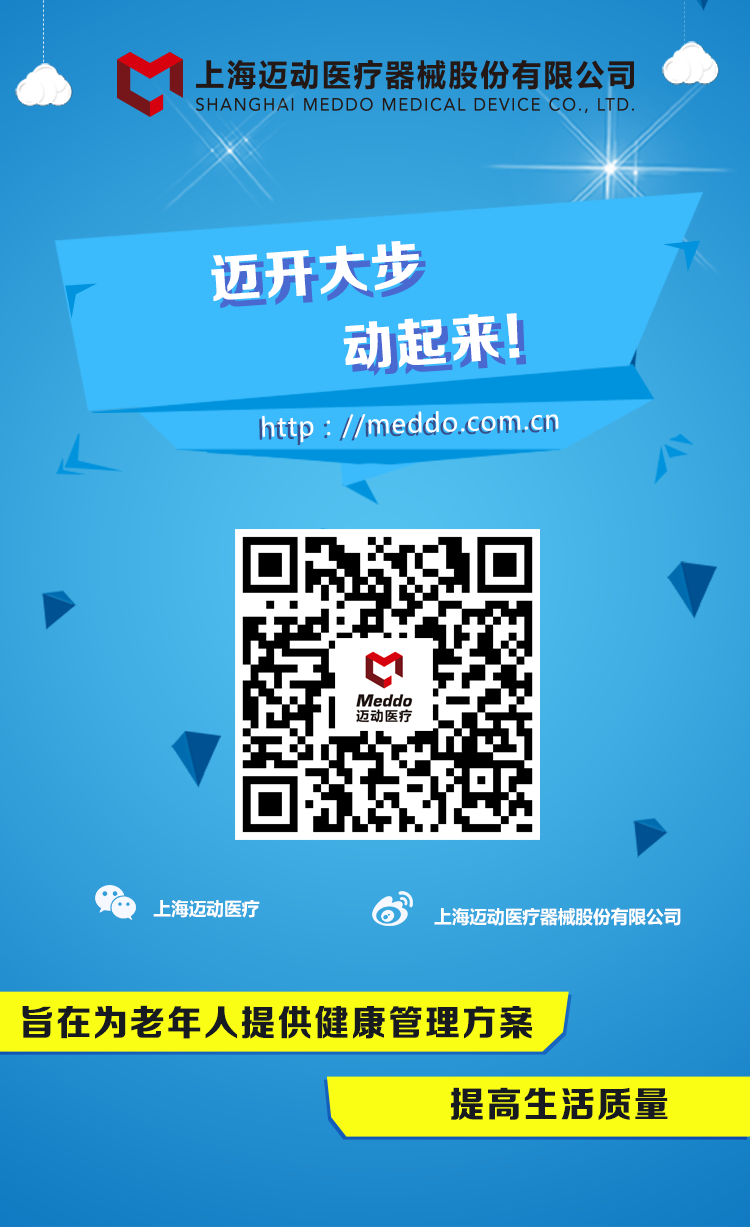 上海迈动医疗器械股份有限公司
SHANGHAI MEDDO MEDICAL DEVICE CO., LTD.
迈开大步
动起来!
http://meddo.com.cn
Meddo
迈动医疗
上海迈动医疗
上海迈动医疗器械股份有限公司
旨在为老年人提供健康管理方案
提高生活质量